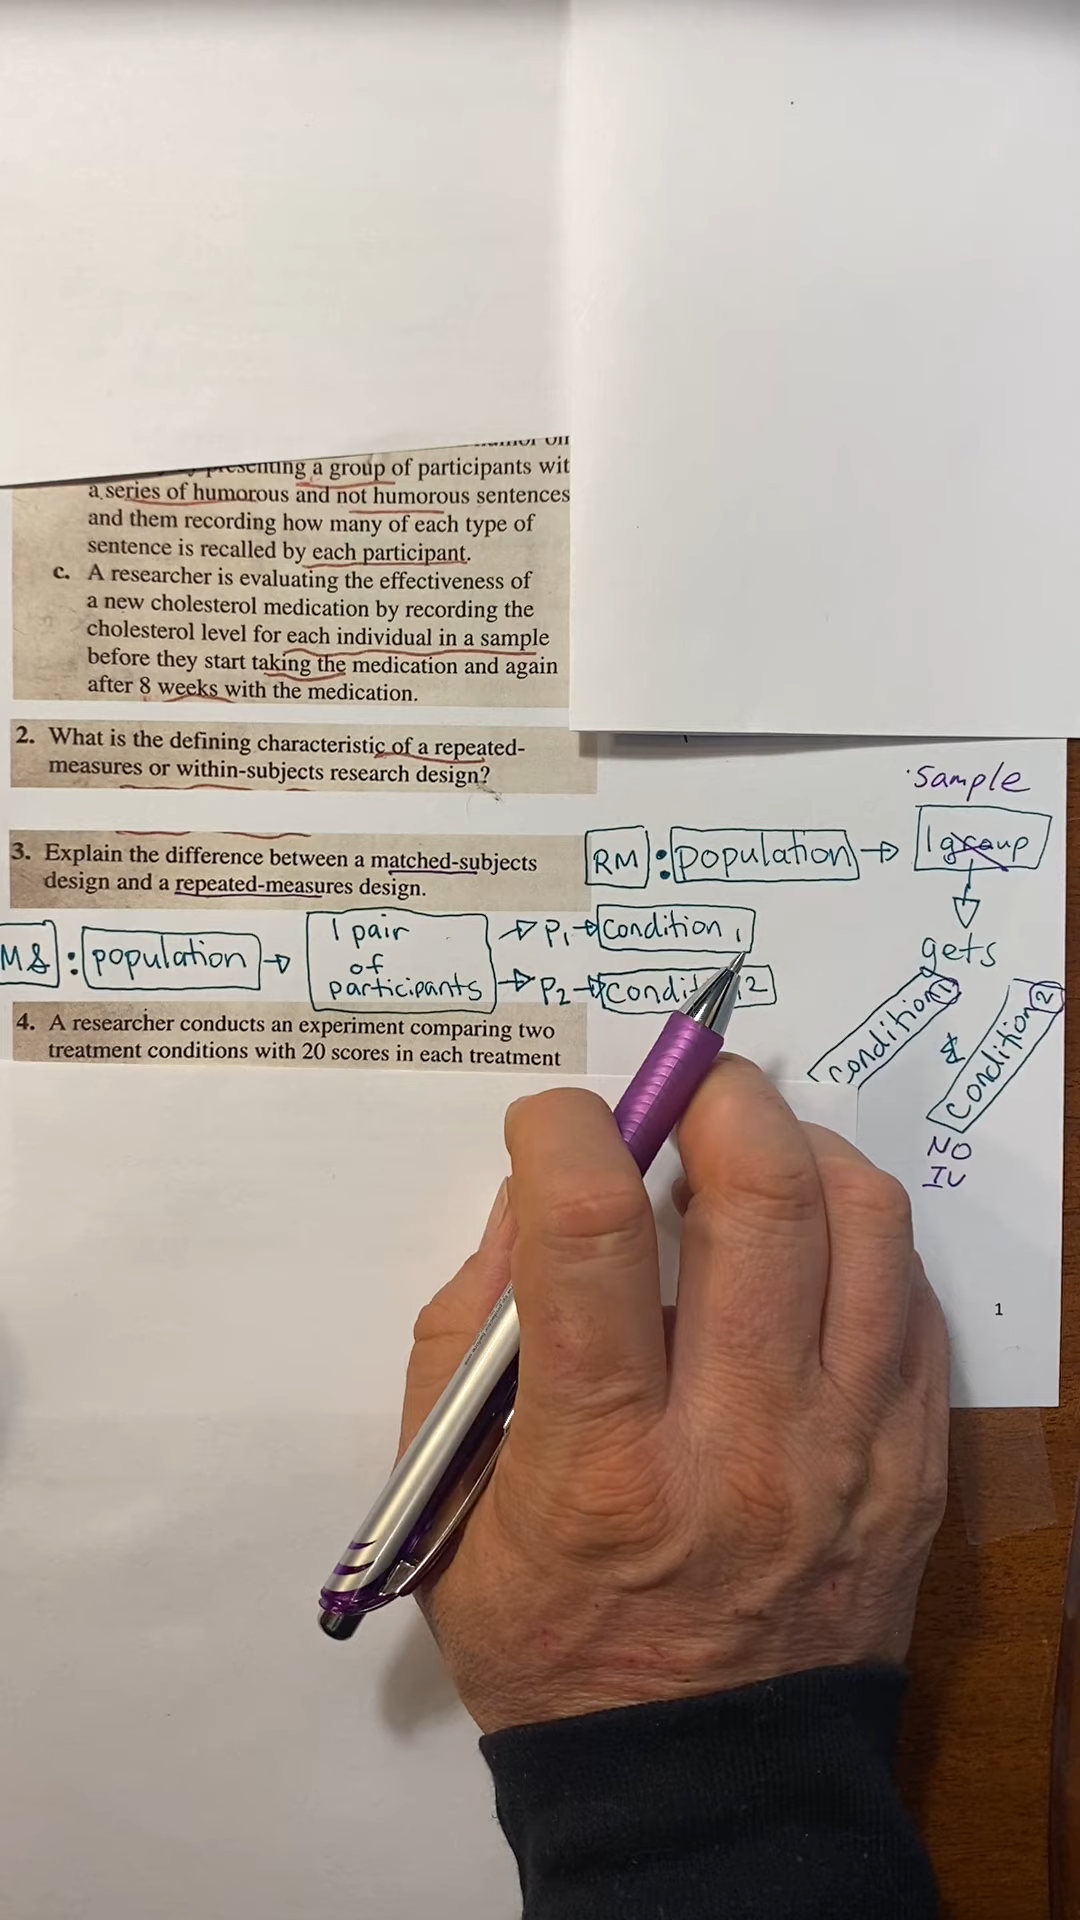 a group of participants wit
a series of humorous and not humorous sentences
and them recording how many of each type of
sentence is recalled by each participant.
c. A researcher is evaluating the effectiveness of
a new cholesterol medication by recording the
cholesterol level for each individual in a sample
before they start taking the medication and again
after 8 weeks with the medication.
2. What is the defining characteristic of a repeated-
measures or within-subjects research design?
3. Explain the difference between a matched-subjects
design and a repeated-measures design.
Sample
RM : population → 1 group
gets
condition 1 & condition 2
NO
IV
: population → 1 pair of participants → P1 → condition 1
→ P2 → 2
4. A researcher conducts an experiment comparing two
treatment conditions with 20 scores in each treatment
1